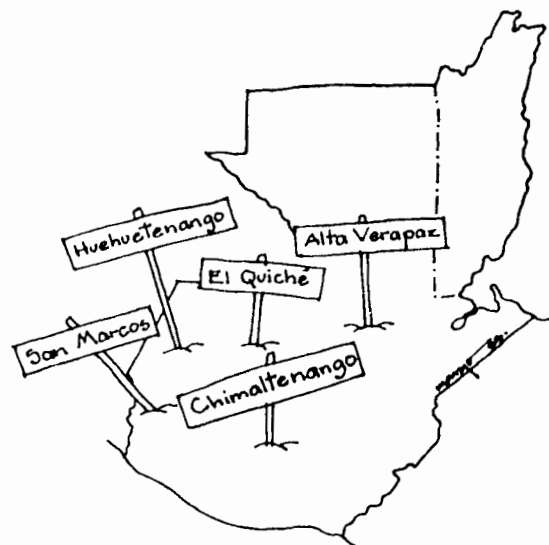 Huehuetenango
Alta Verapaz
El Quiché
San Marcos
Chimaltenango